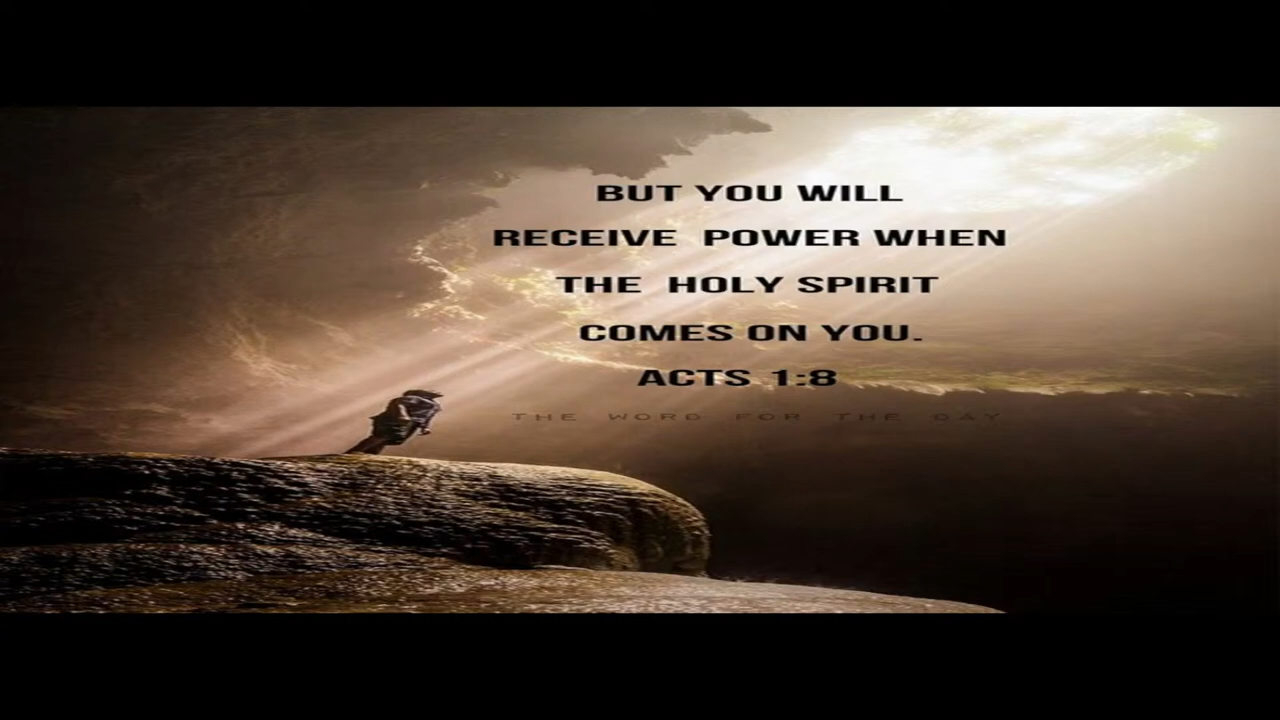 BUT YOU WILL
RECEIVE POWER WHEN
THE HOLY SPIRIT
COMES ON YOU.
ACTS 1:8
THE WORD FOR THE DAY